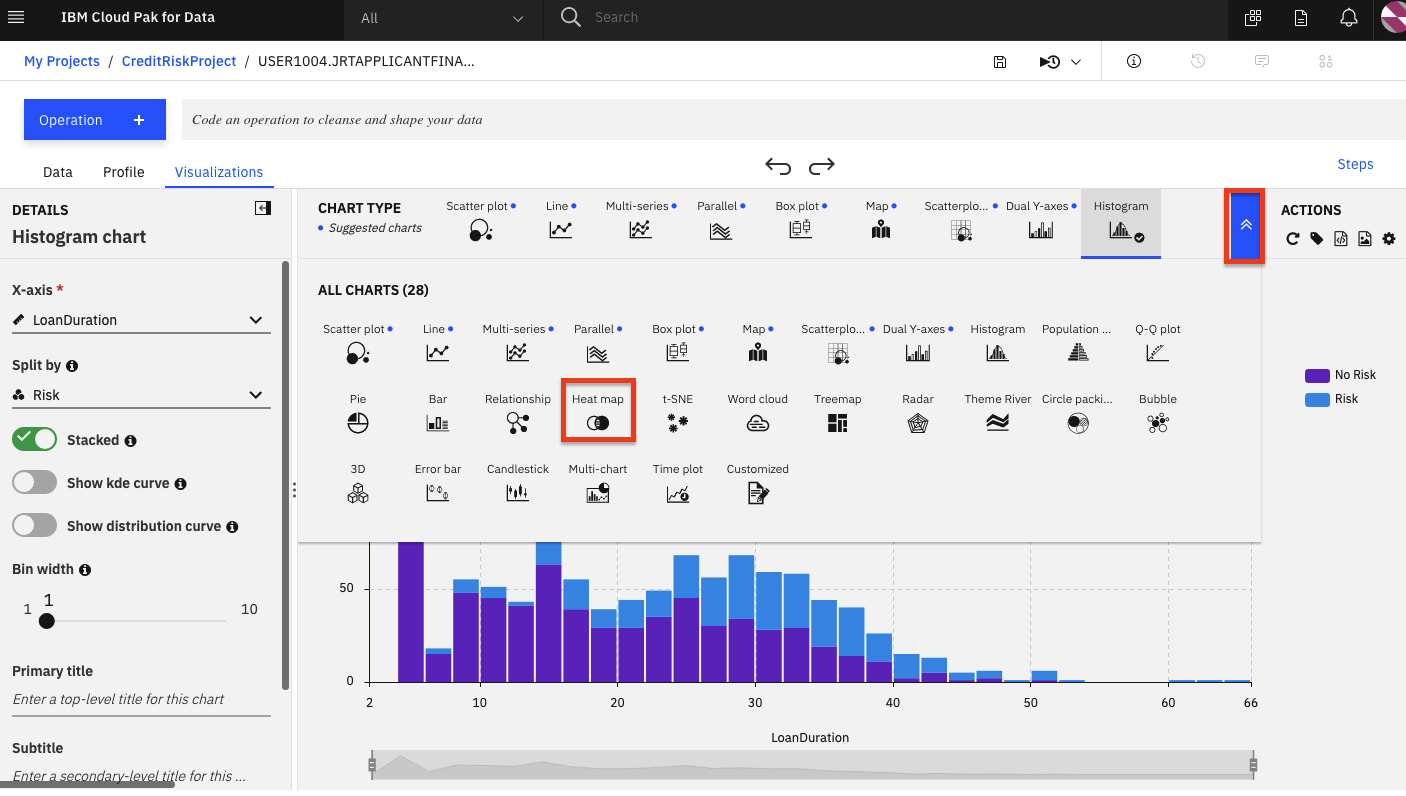 IBM Cloud Pak for Data
All
Search
My Projects / CreditRiskProject / USER1004.JRTAPPLICANTFINA...
Operation +
Code an operation to cleanse and shape your data
Data Profile Visualizations
Steps
DETAILS
Histogram chart
X-axis *
LoanDuration
Split by
Risk
Stacked
Show kde curve
Show distribution curve
Bin width
1 1 10
Primary title
Enter a top-level title for this chart
Subtitle
Enter a secondary-level title for this ...
CHART TYPE
Suggested charts
Scatter plot Line Multi-series Parallel Box plot Map Scatterplo... Dual Y-axes Histogram
ACTIONS
ALL CHARTS (28)
Scatter plot Line Multi-series Parallel Box plot Map Scatterplo... Dual Y-axes Histogram Population ... Q-Q plot
Pie Bar Relationship Heat map t-SNE Word cloud Treemap Radar Theme River Circle packi... Bubble
3D Error bar Candlestick Multi-chart Time plot Customized
No Risk
Risk
50
0
2 10 20 30 40 50 60 66
LoanDuration